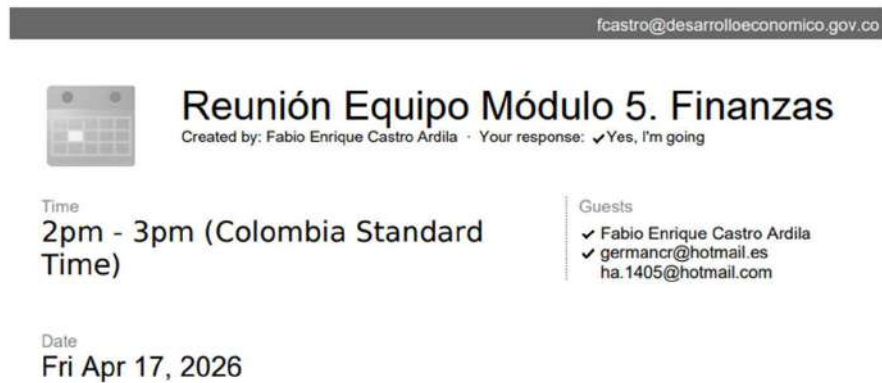 fcastro@desarrolloeconomico.gov.co
Reunión Equipo Módulo 5. Finanzas
Created by: Fabio Enrique Castro Ardila · Your response: ✓Yes, I'm going
Time
2pm - 3pm (Colombia Standard
Time)
Guests
✓ Fabio Enrique Castro Ardila
✓ germancr@hotmail.es
ha.1405@hotmail.com
Date
Fri Apr 17, 2026